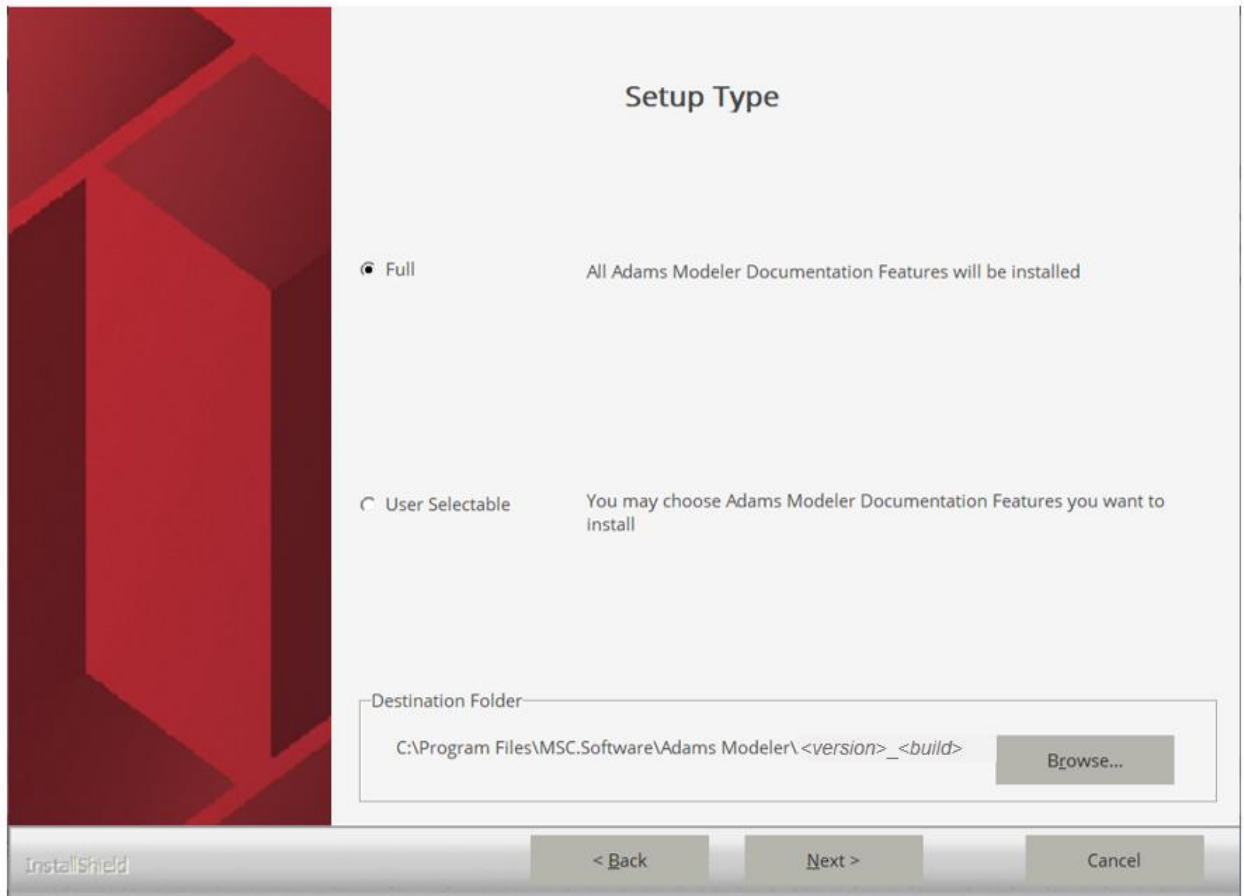 Setup Type
Full
All Adams Modeler Documentation Features will be installed
User Selectable
You may choose Adams Modeler Documentation Features you want to
install
Destination Folder
C:\Program Files\MSC.Software\Adams Modeler\ <version>_<build>
Browse...
InstallShield
< Back
Next >
Cancel